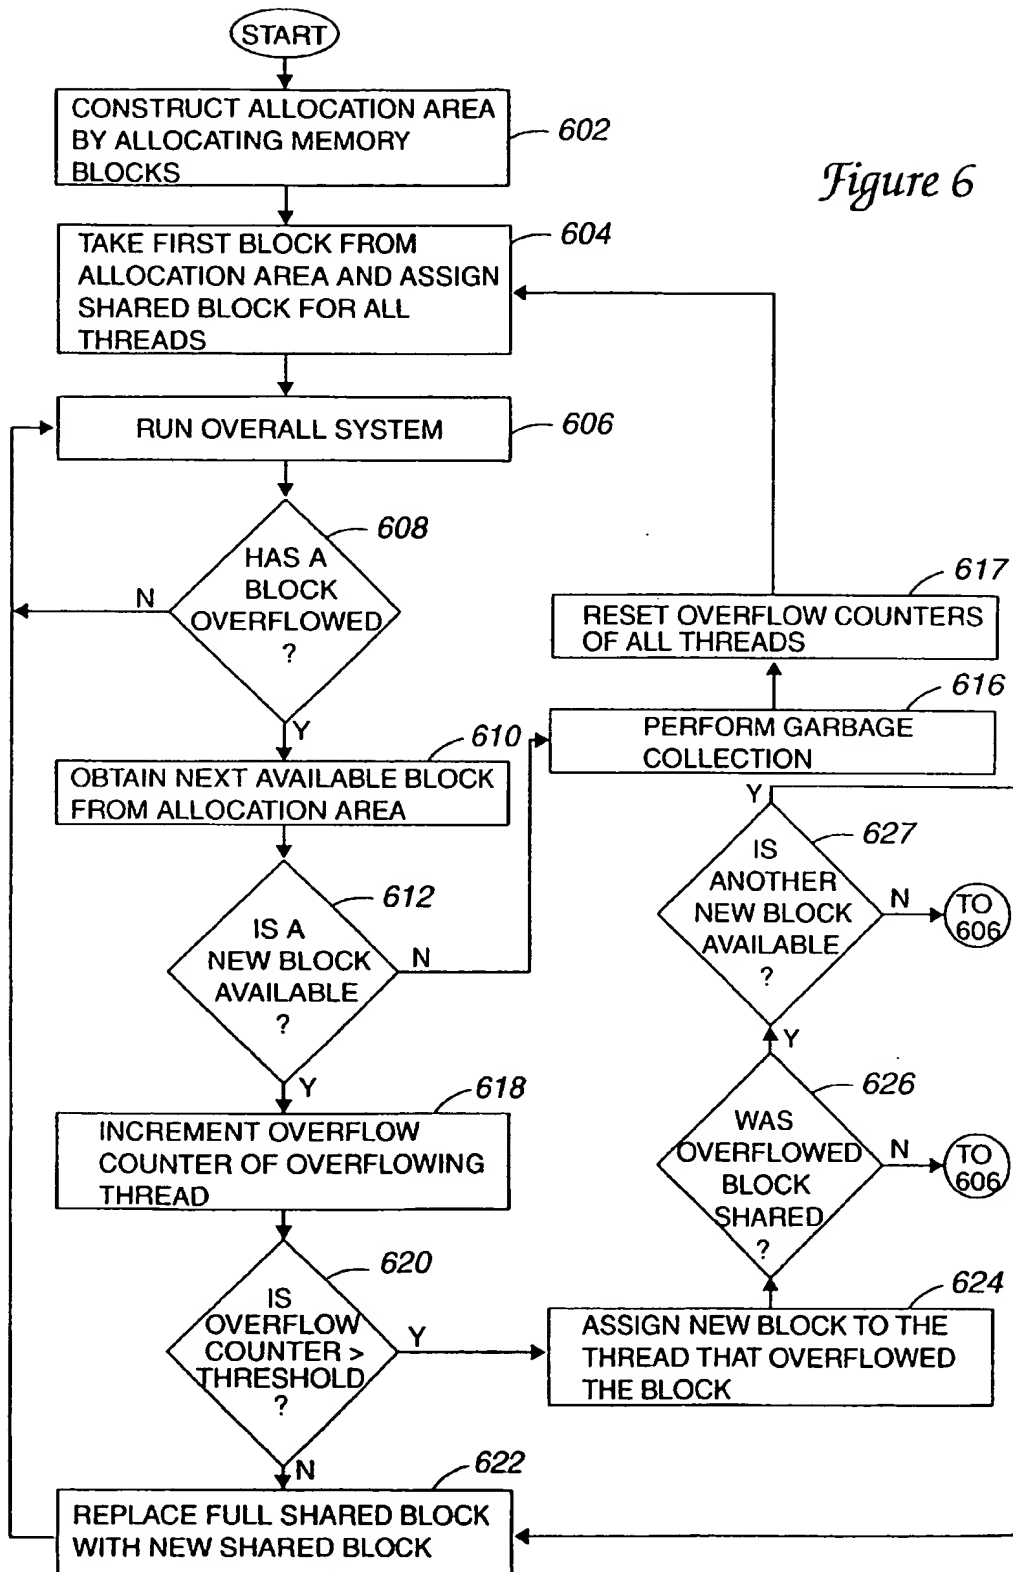 START
CONSTRUCT ALLOCATION AREA
BY ALLOCATING MEMORY
BLOCKS
602
Figure 6
TAKE FIRST BLOCK FROM
ALLOCATION AREA AND ASSIGN
SHARED BLOCK FOR ALL
THREADS
604
RUN OVERALL SYSTEM
606
HAS A
BLOCK
OVERFLOWED
?
608
N
Y
617
RESET OVERFLOW COUNTERS
OF ALL THREADS
616
PERFORM GARBAGE
COLLECTION
610
OBTAIN NEXT AVAILABLE BLOCK
FROM ALLOCATION AREA
612
IS A
NEW BLOCK
AVAILABLE
?
N
Y
Y
627
IS
ANOTHER
NEW BLOCK
AVAILABLE
?
N
TO
606
Y
626
WAS
OVERFLOWED
BLOCK
SHARED
?
N
TO
606
618
INCREMENT OVERFLOW
COUNTER OF OVERFLOWING
THREAD
620
IS
OVERFLOW
COUNTER >
THRESHOLD
?
Y
N
624
ASSIGN NEW BLOCK TO THE
THREAD THAT OVERFLOWED
THE BLOCK
622
REPLACE FULL SHARED BLOCK
WITH NEW SHARED BLOCK